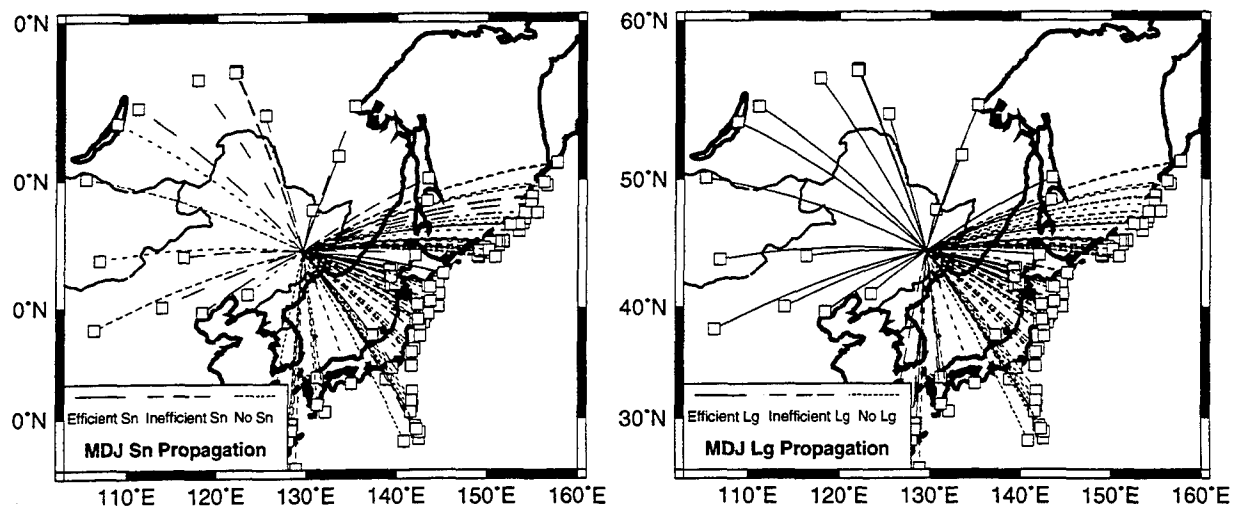 0°N
0°N
0°N
0°N
Efficient Sn Inefficient Sn No Sn
MDJ Sn Propagation
110°E 120°E 130°E 140°E 150°E 160°E
60°N
50°N
40°N
30°N
Efficient Lg Inefficient Lg No Lg
MDJ Lg Propagation
110°E 120°E 130°E 140°E 150°E 160°E